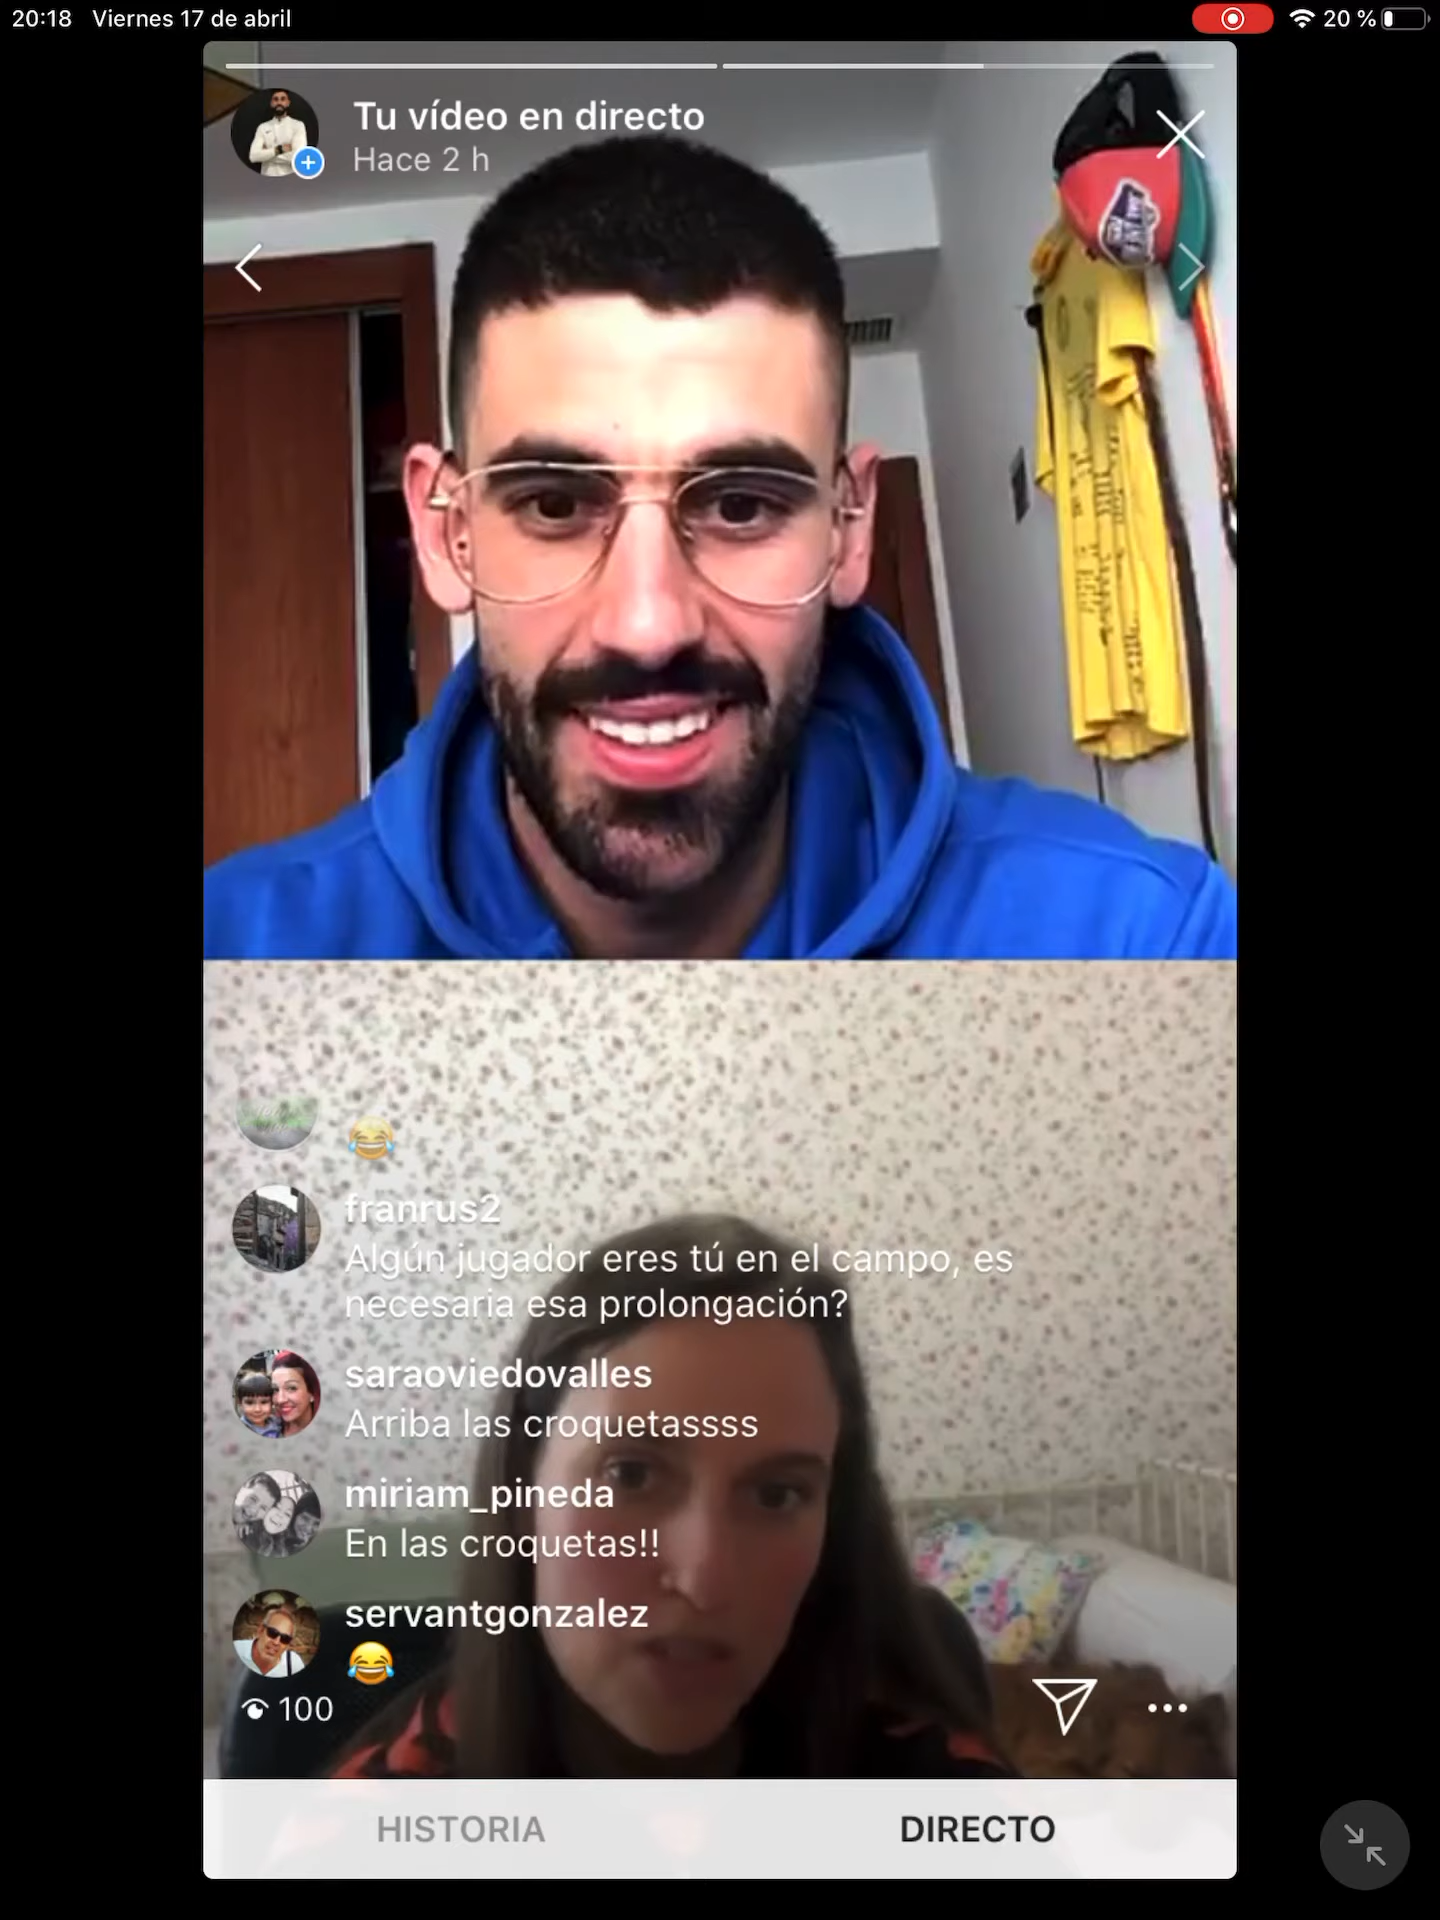 20:18 Viernes 17 de abril
20 %
Tu vídeo en directo
Hace 2 h
franrus2
Algún jugador eres tú en el campo, es
necesaria esa prolongación?
saraoviedovalles
Arriba las croquetassss
miriam_pineda
En las croquetas!!
servantgonzalez
😂
100
HISTORIA
DIRECTO